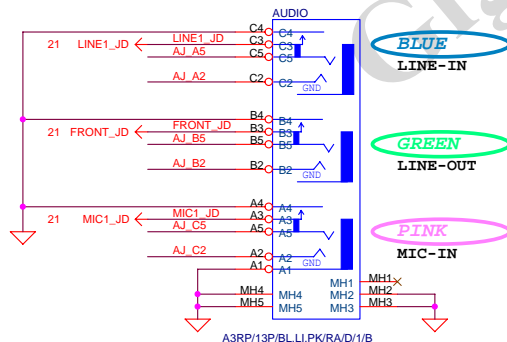 AUDIO
C4 C4
21 LINE1_JD LINE1_JD C3 C3
AJ_A5 C5 C5
BLUE
LINE-IN
AJ_A2 C2 C2
GND
B4 B4
21 FRONT_JD FRONT_JD B3 B3
AJ_B5 B5 B5
GREEN
LINE-OUT
AJ_B2 B2 B2
GND
A4 A4
21 MIC1_JD MIC1_JD A3 A3
AJ_C5 A5 A5
PINK
MIC-IN
AJ_C2 A2 A2
GND
A1 A1
MH1 MH1
MH4 MH4 MH2 MH2
MH5 MH5 MH3 MH3
A3RP/13P/BL,LI,PK/RA/D/1/B